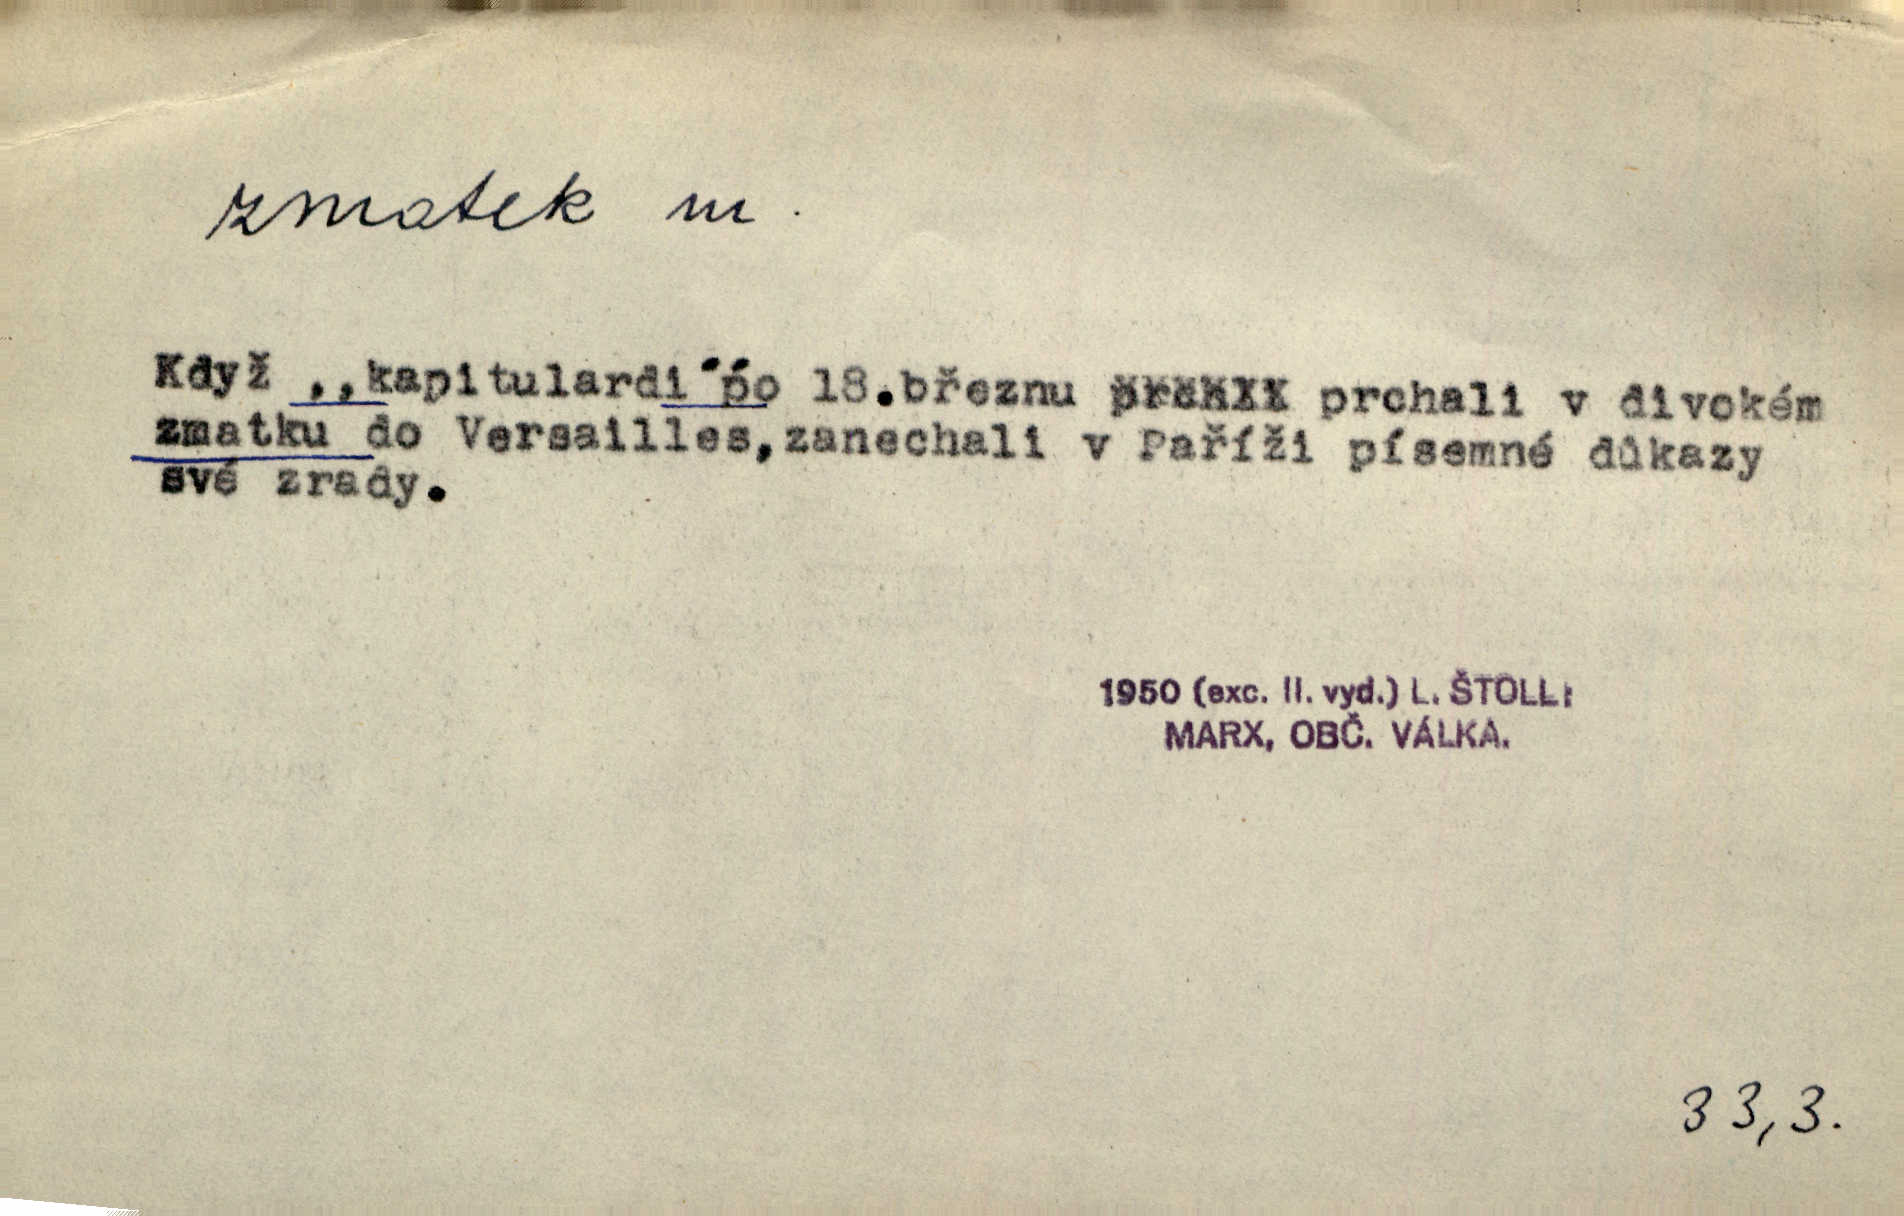 zmatek m.
Když ,,kapitulardi" po 18.březnu prchali v divokém
zmatku do Versailles,zanechali v Paříži písemné důkazy
své zrady.
1950 (exc. II. vyd.) L. ŠTOLL:
MARX, OBČ. VÁLKA.
33,3.